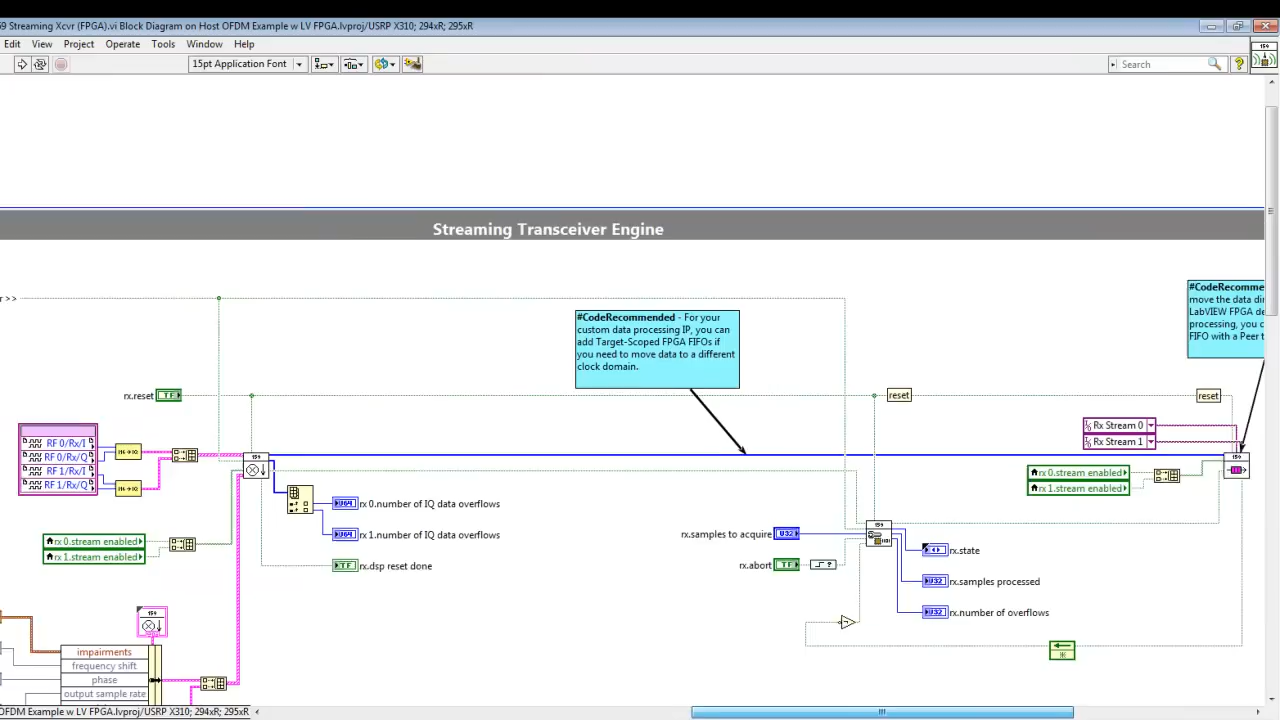 59 Streaming Xcvr (FPGA).vi Block Diagram on Host OFDM Example w LV FPGA.lvproj/USRP X310; 294xR; 295xR
Edit View Project Operate Tools Window Help
15pt Application Font
Search
Streaming Transceiver Engine
r >>
#CodeRecommended - For your
custom data processing IP, you can
add Target-Scoped FPGA FIFOs if
you need to move data to a different
clock domain.
#CodeRecomme
move the data di
LabVIEW FPGA de
processing, you c
FIFO with a Peer t
rx.reset TF
reset
reset
RF 0/Rx/I
RF 0/Rx/Q
RF 1/Rx/I
RF 1/Rx/Q
Rx Stream 0
Rx Stream 1
rx 0.stream enabled
rx 1.stream enabled
U64 rx 0.number of IQ data overflows
U64 rx 1.number of IQ data overflows
TF rx.dsp reset done
rx 0.stream enabled
rx 1.stream enabled
rx.samples to acquire U32
rx.abort TF
rx.state
U32 rx.samples processed
U32 rx.number of overflows
impairments
frequency shift
phase
output sample rate
OFDM Example w LV FPGA.lvproj/USRP X310; 294xR; 295xR